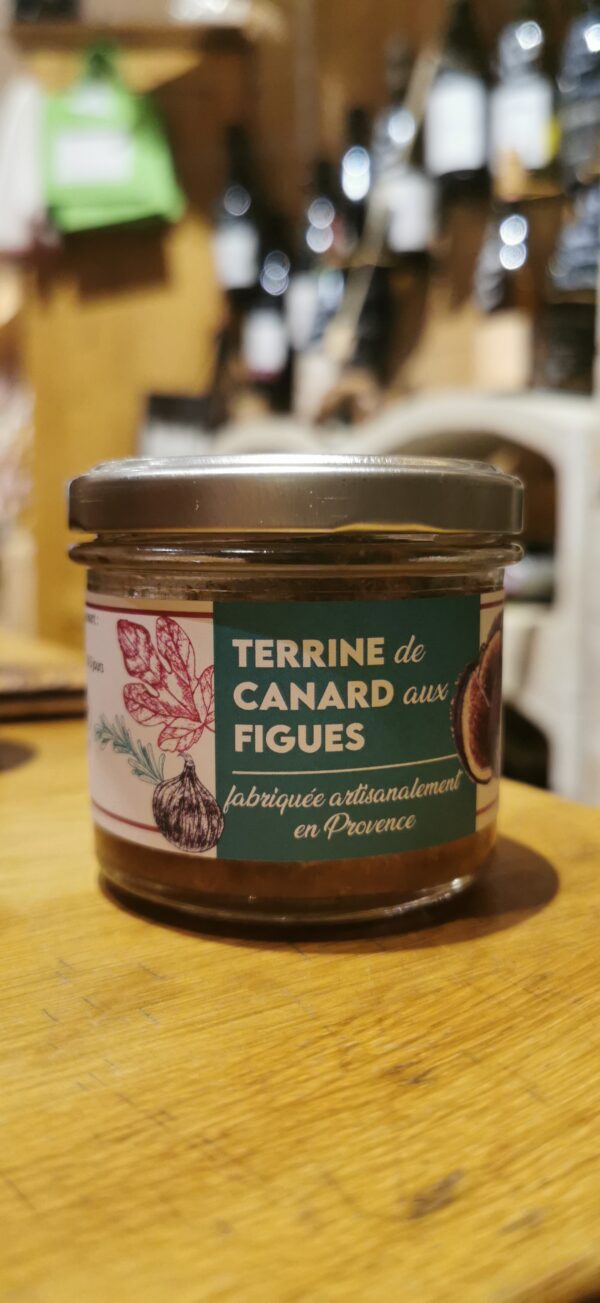 TERRINE de
CANARD aux
FIGUES
fabriquée artisanalement
en Provence